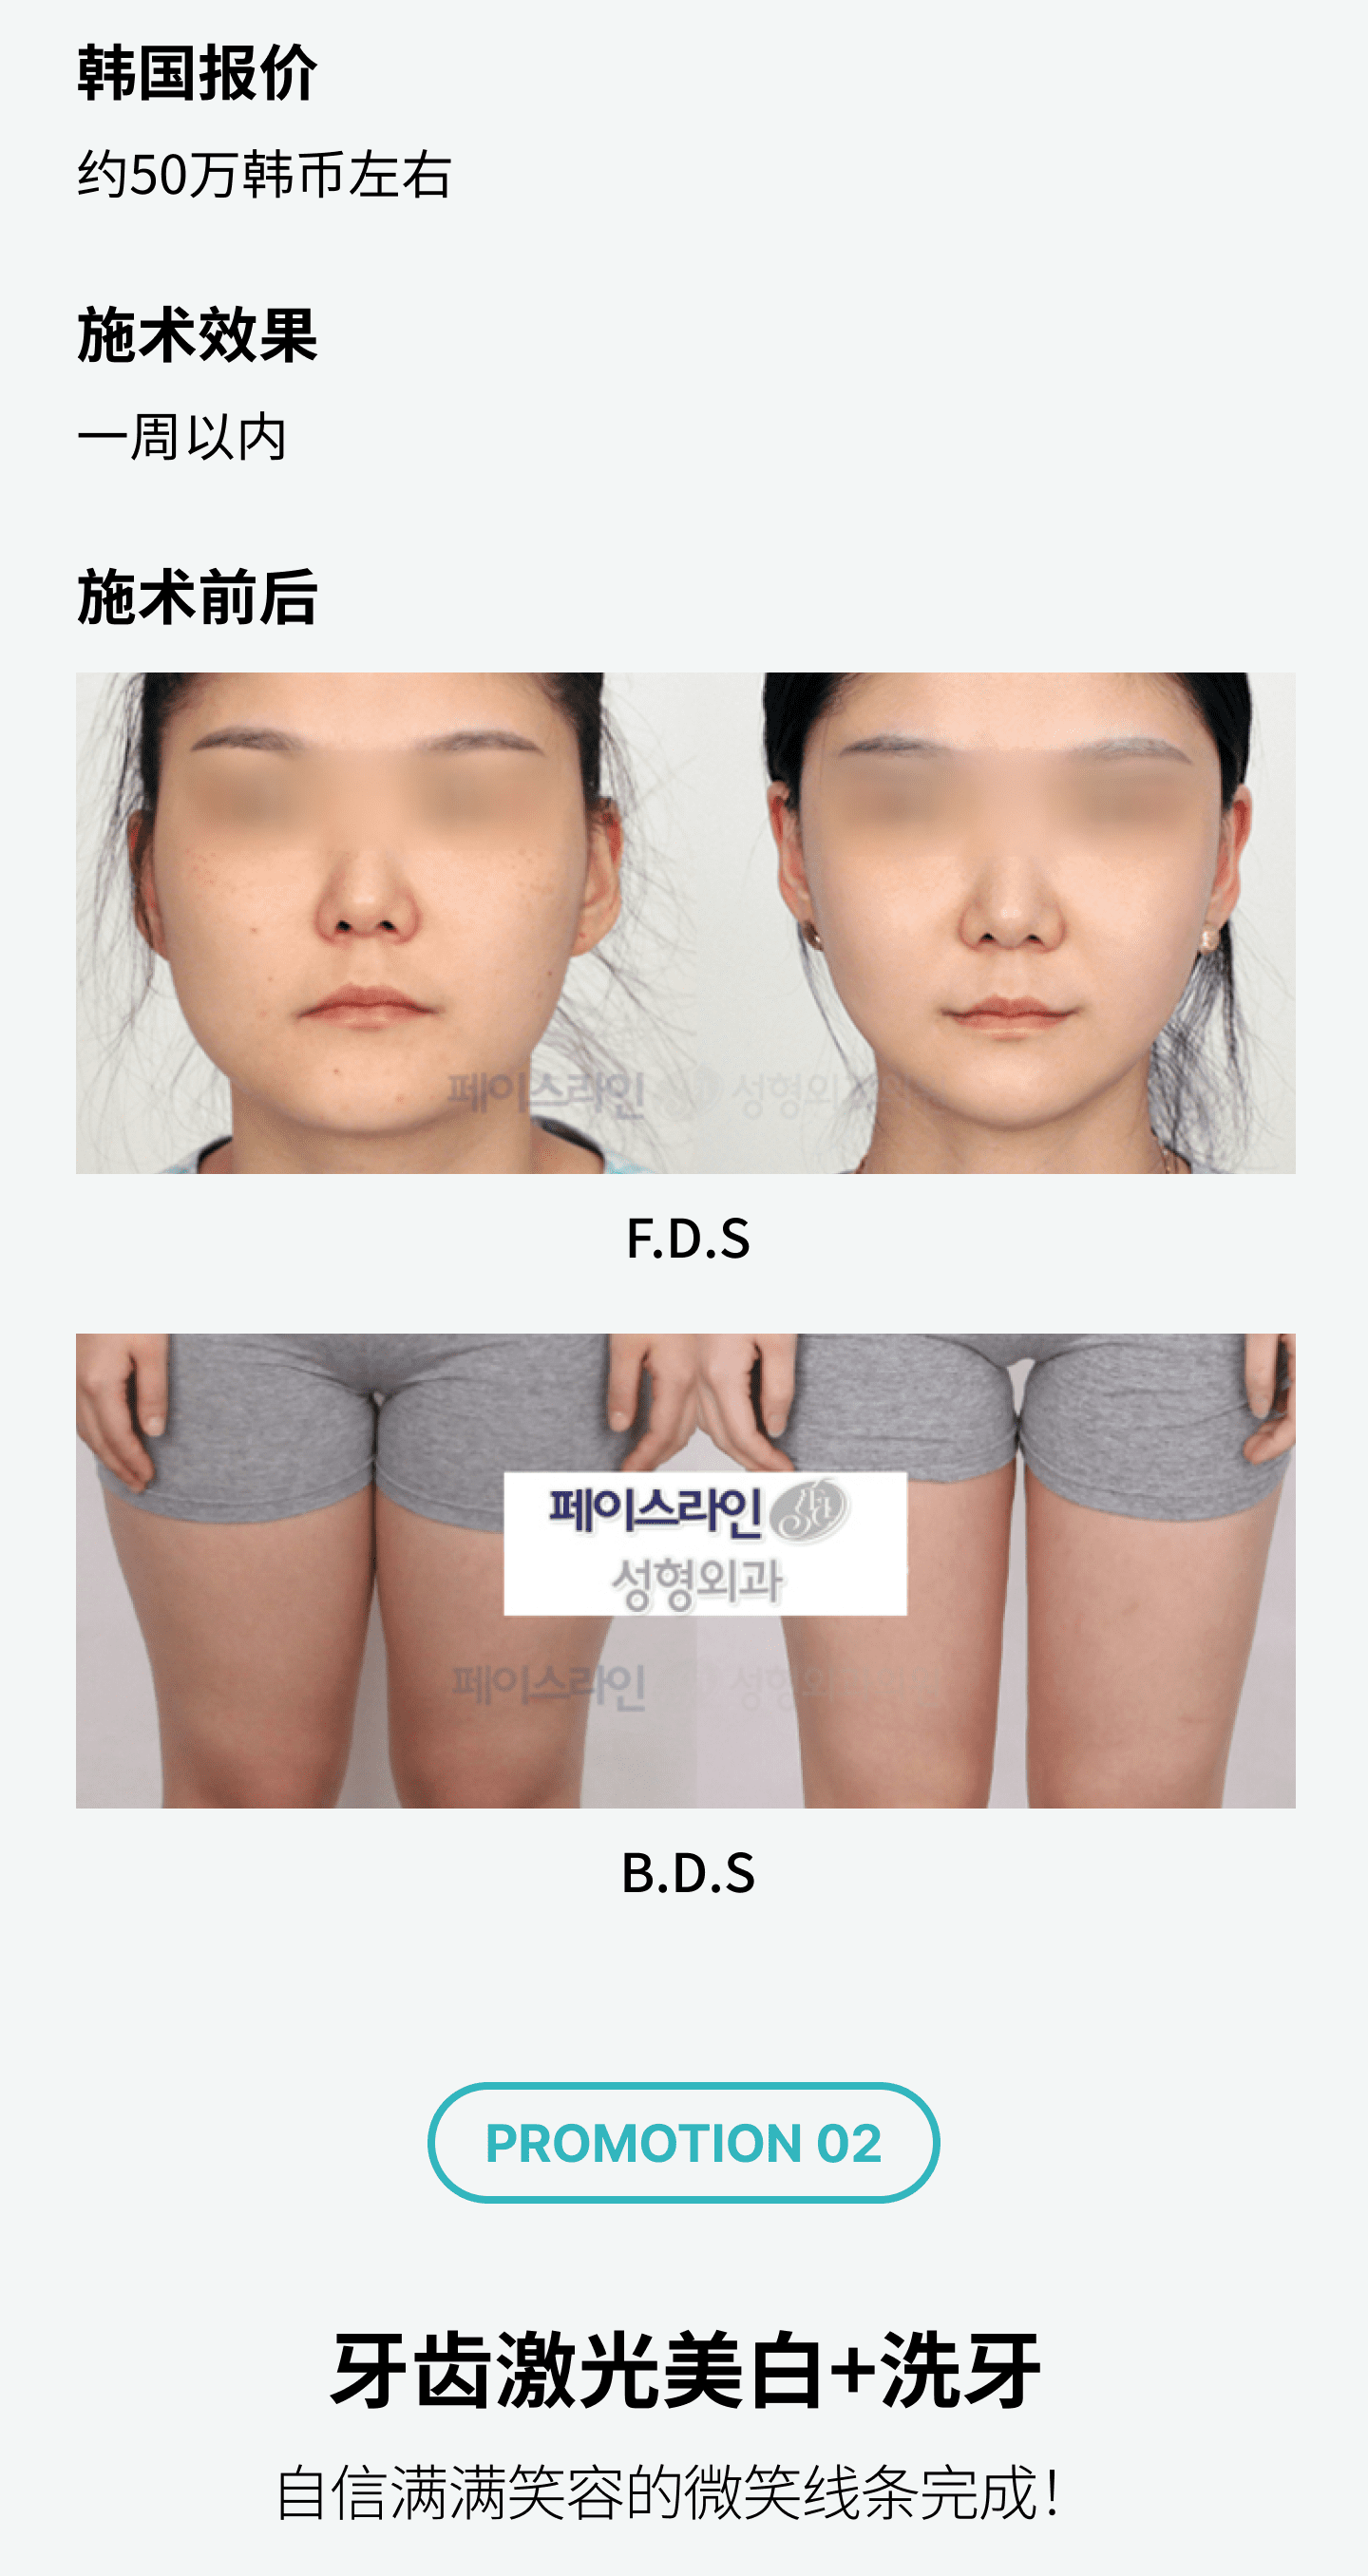 韩国报价
约50万韩币左右
施术效果
一周以内
施术前后
페이스라인 성형외과
F.D.S
페이스라인
성형외과
페이스라인 성형외과
B.D.S
PROMOTION 02
牙齿激光美白+洗牙
自信满满笑容的微笑线条完成！